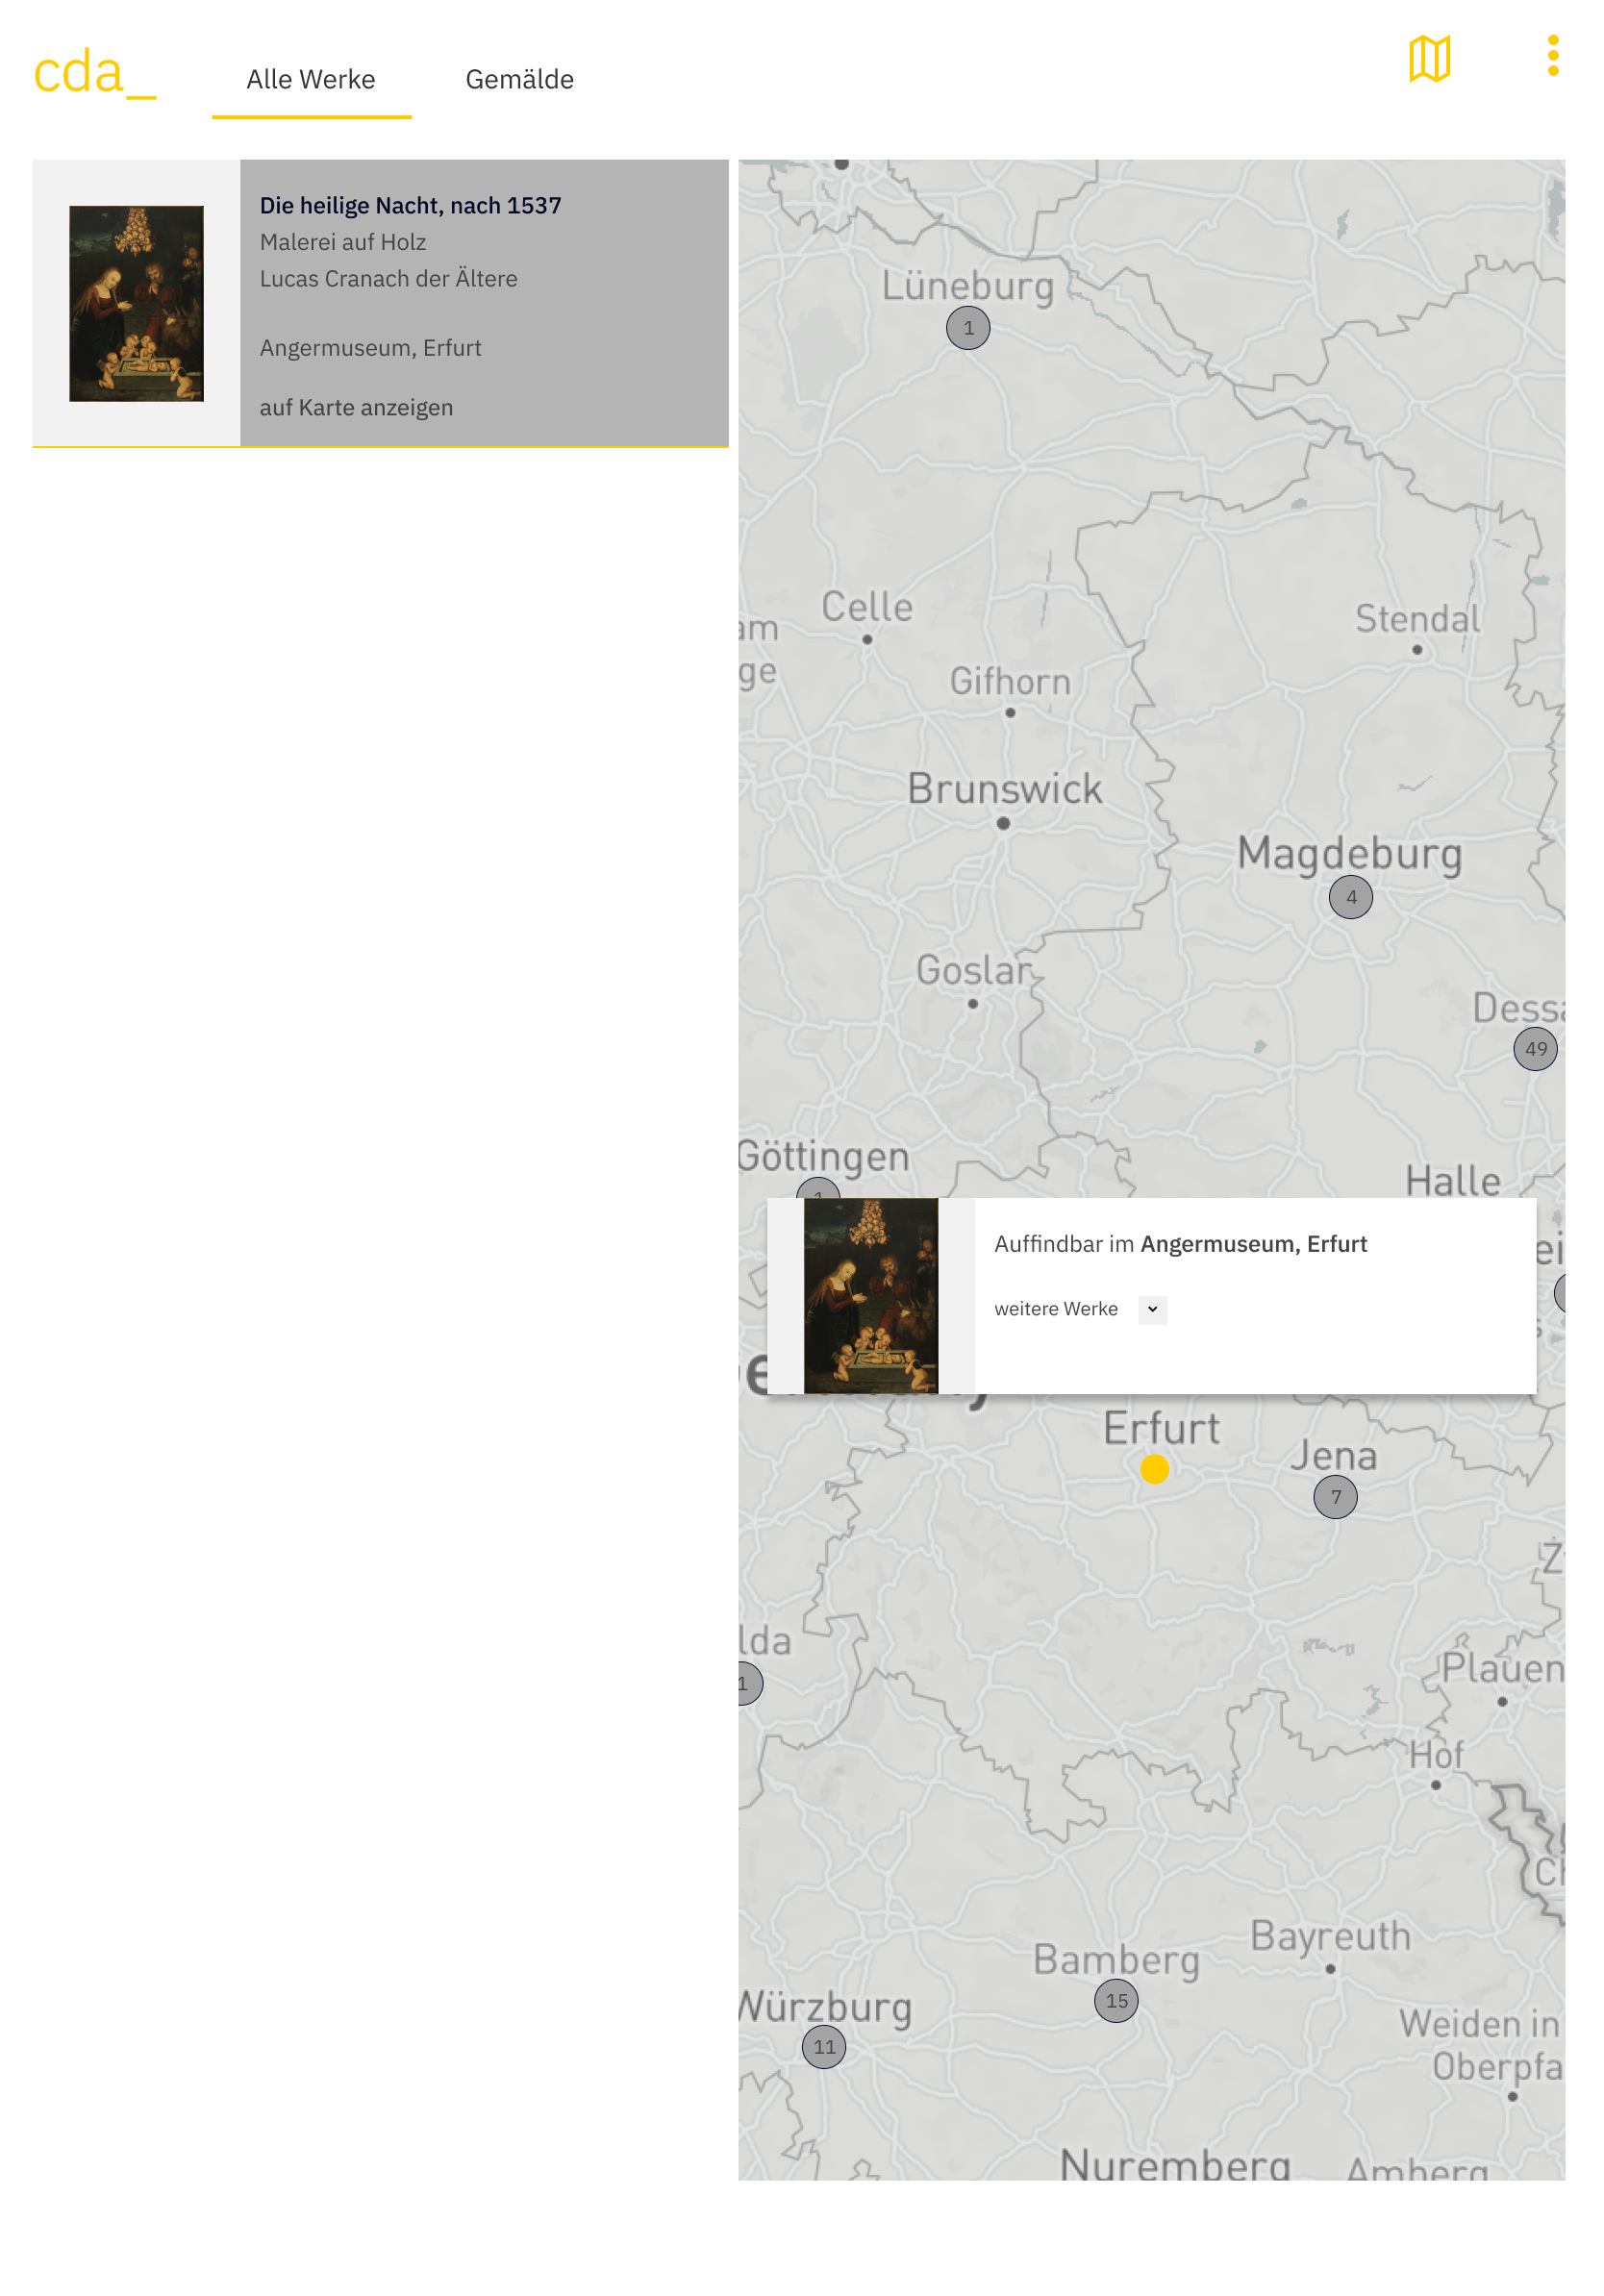 cda_
Alle Werke
Gemälde
Die heilige Nacht, nach 1537
Malerei auf Holz
Lucas Cranach der Ältere
Angermuseum, Erfurt
auf Karte anzeigen
Lüneburg
1
Celle
Stendal
am
ge
Gifhorn
Brunswick
Magdeburg
4
Goslar
Dessa
49
Göttingen
1
Halle
Auffindbar im Angermuseum, Erfurt
ei
weitere Werke
Erfurt
Jena
7
lda
1
Plauen
Hof
Bayreuth
Bamberg
15
Würzburg
11
Weiden in
Oberpfa
Nuremberg
Amberg